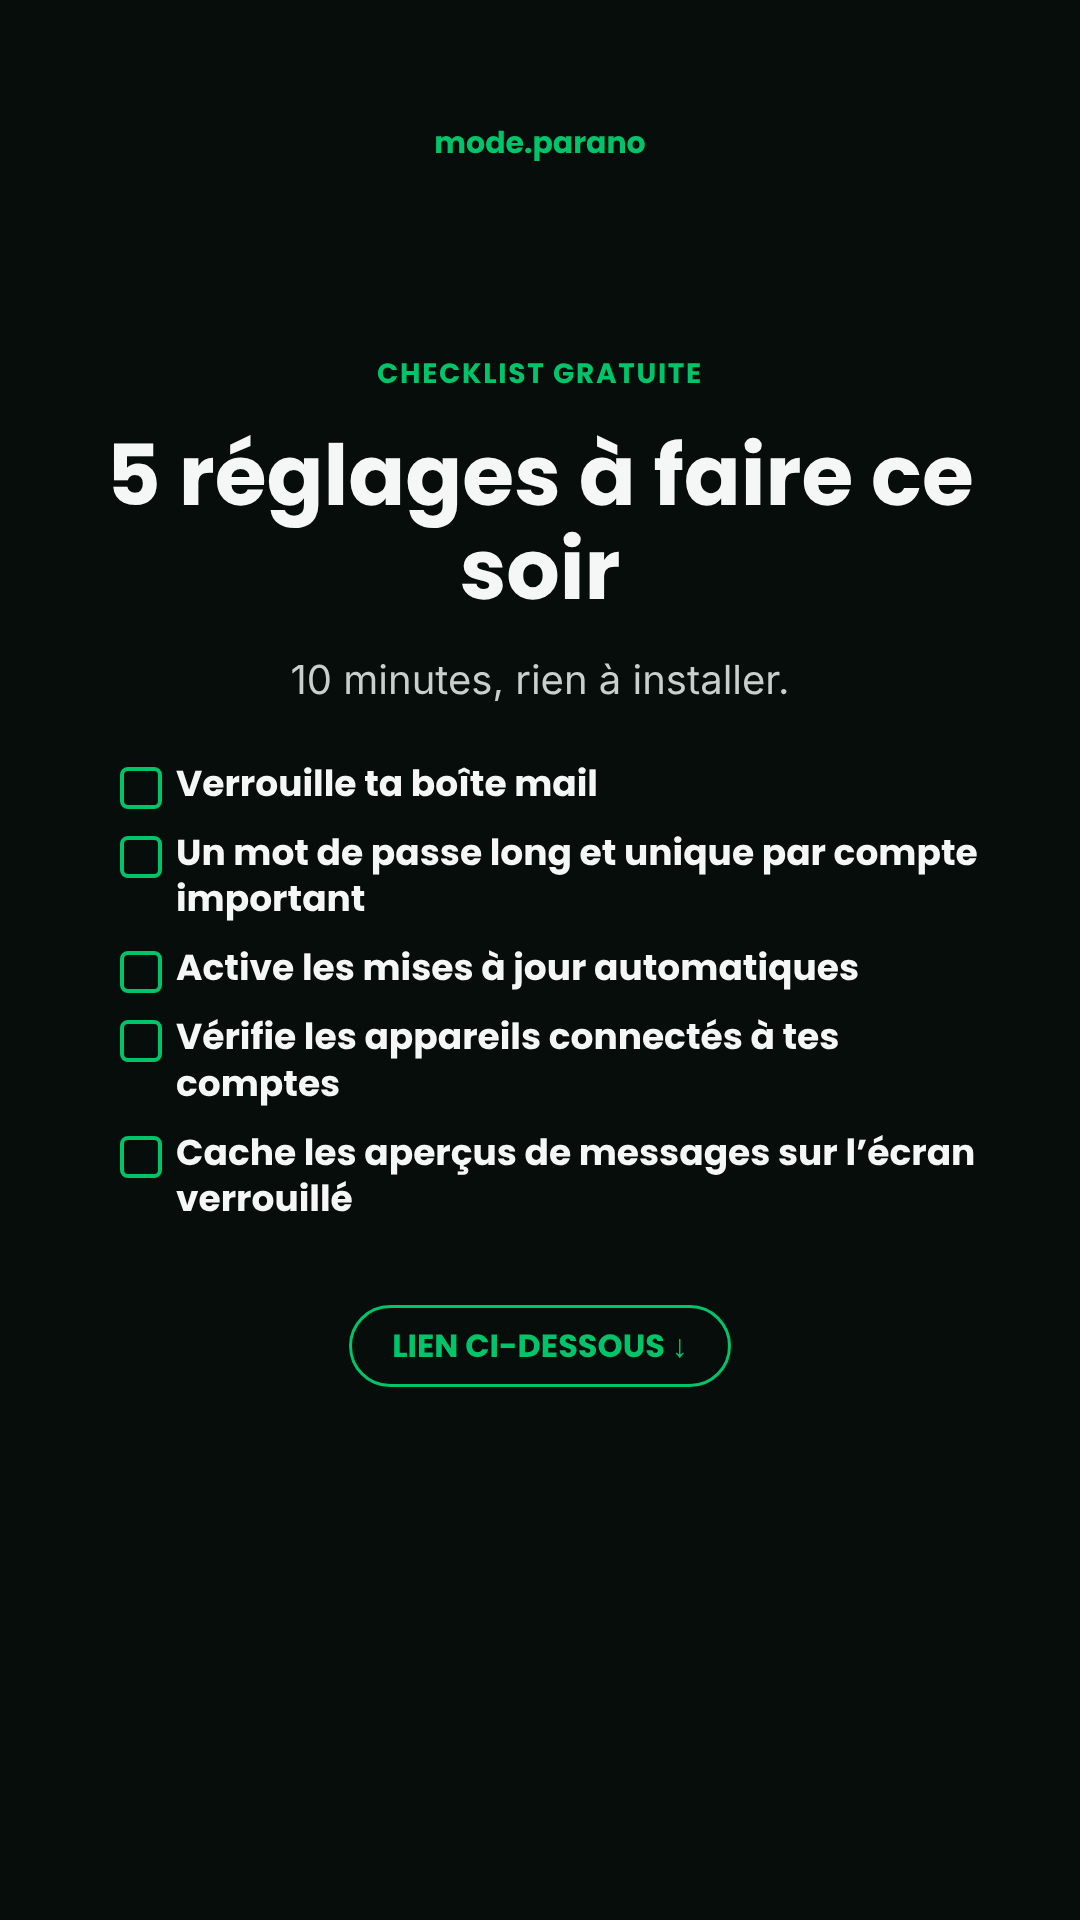 mode.parano
CHECKLIST GRATUITE
5 réglages à faire ce
soir
10 minutes, rien à installer.
Verrouille ta boîte mail
Un mot de passe long et unique par compte
important
Active les mises à jour automatiques
Vérifie les appareils connectés à tes
comptes
Cache les aperçus de messages sur l’écran
verrouillé
LIEN CI-DESSOUS ↓